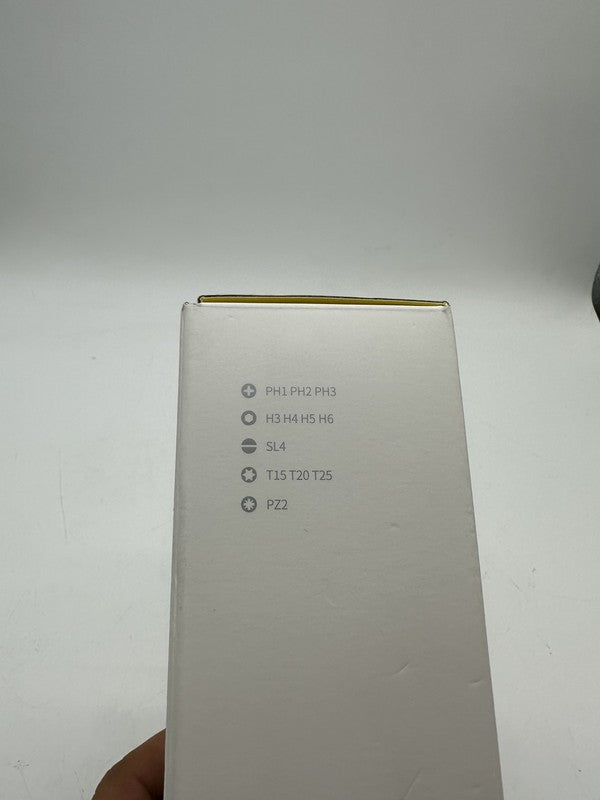 PH1 PH2 PH3
H3 H4 H5 H6
SL4
T15 T20 T25
PZ2